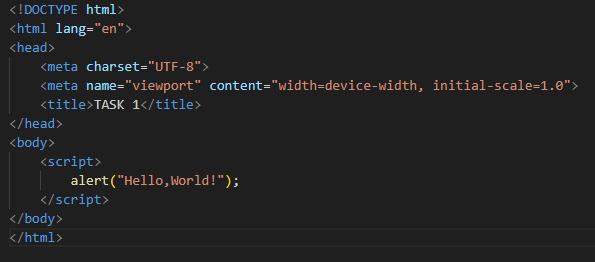 <!DOCTYPE html>
<html lang="en">
<head>
    <meta charset="UTF-8">
    <meta name="viewport" content="width=device-width, initial-scale=1.0">
    <title>TASK 1</title>
</head>
<body>
    <script>
        alert("Hello,World!");
    </script>
</body>
</html>